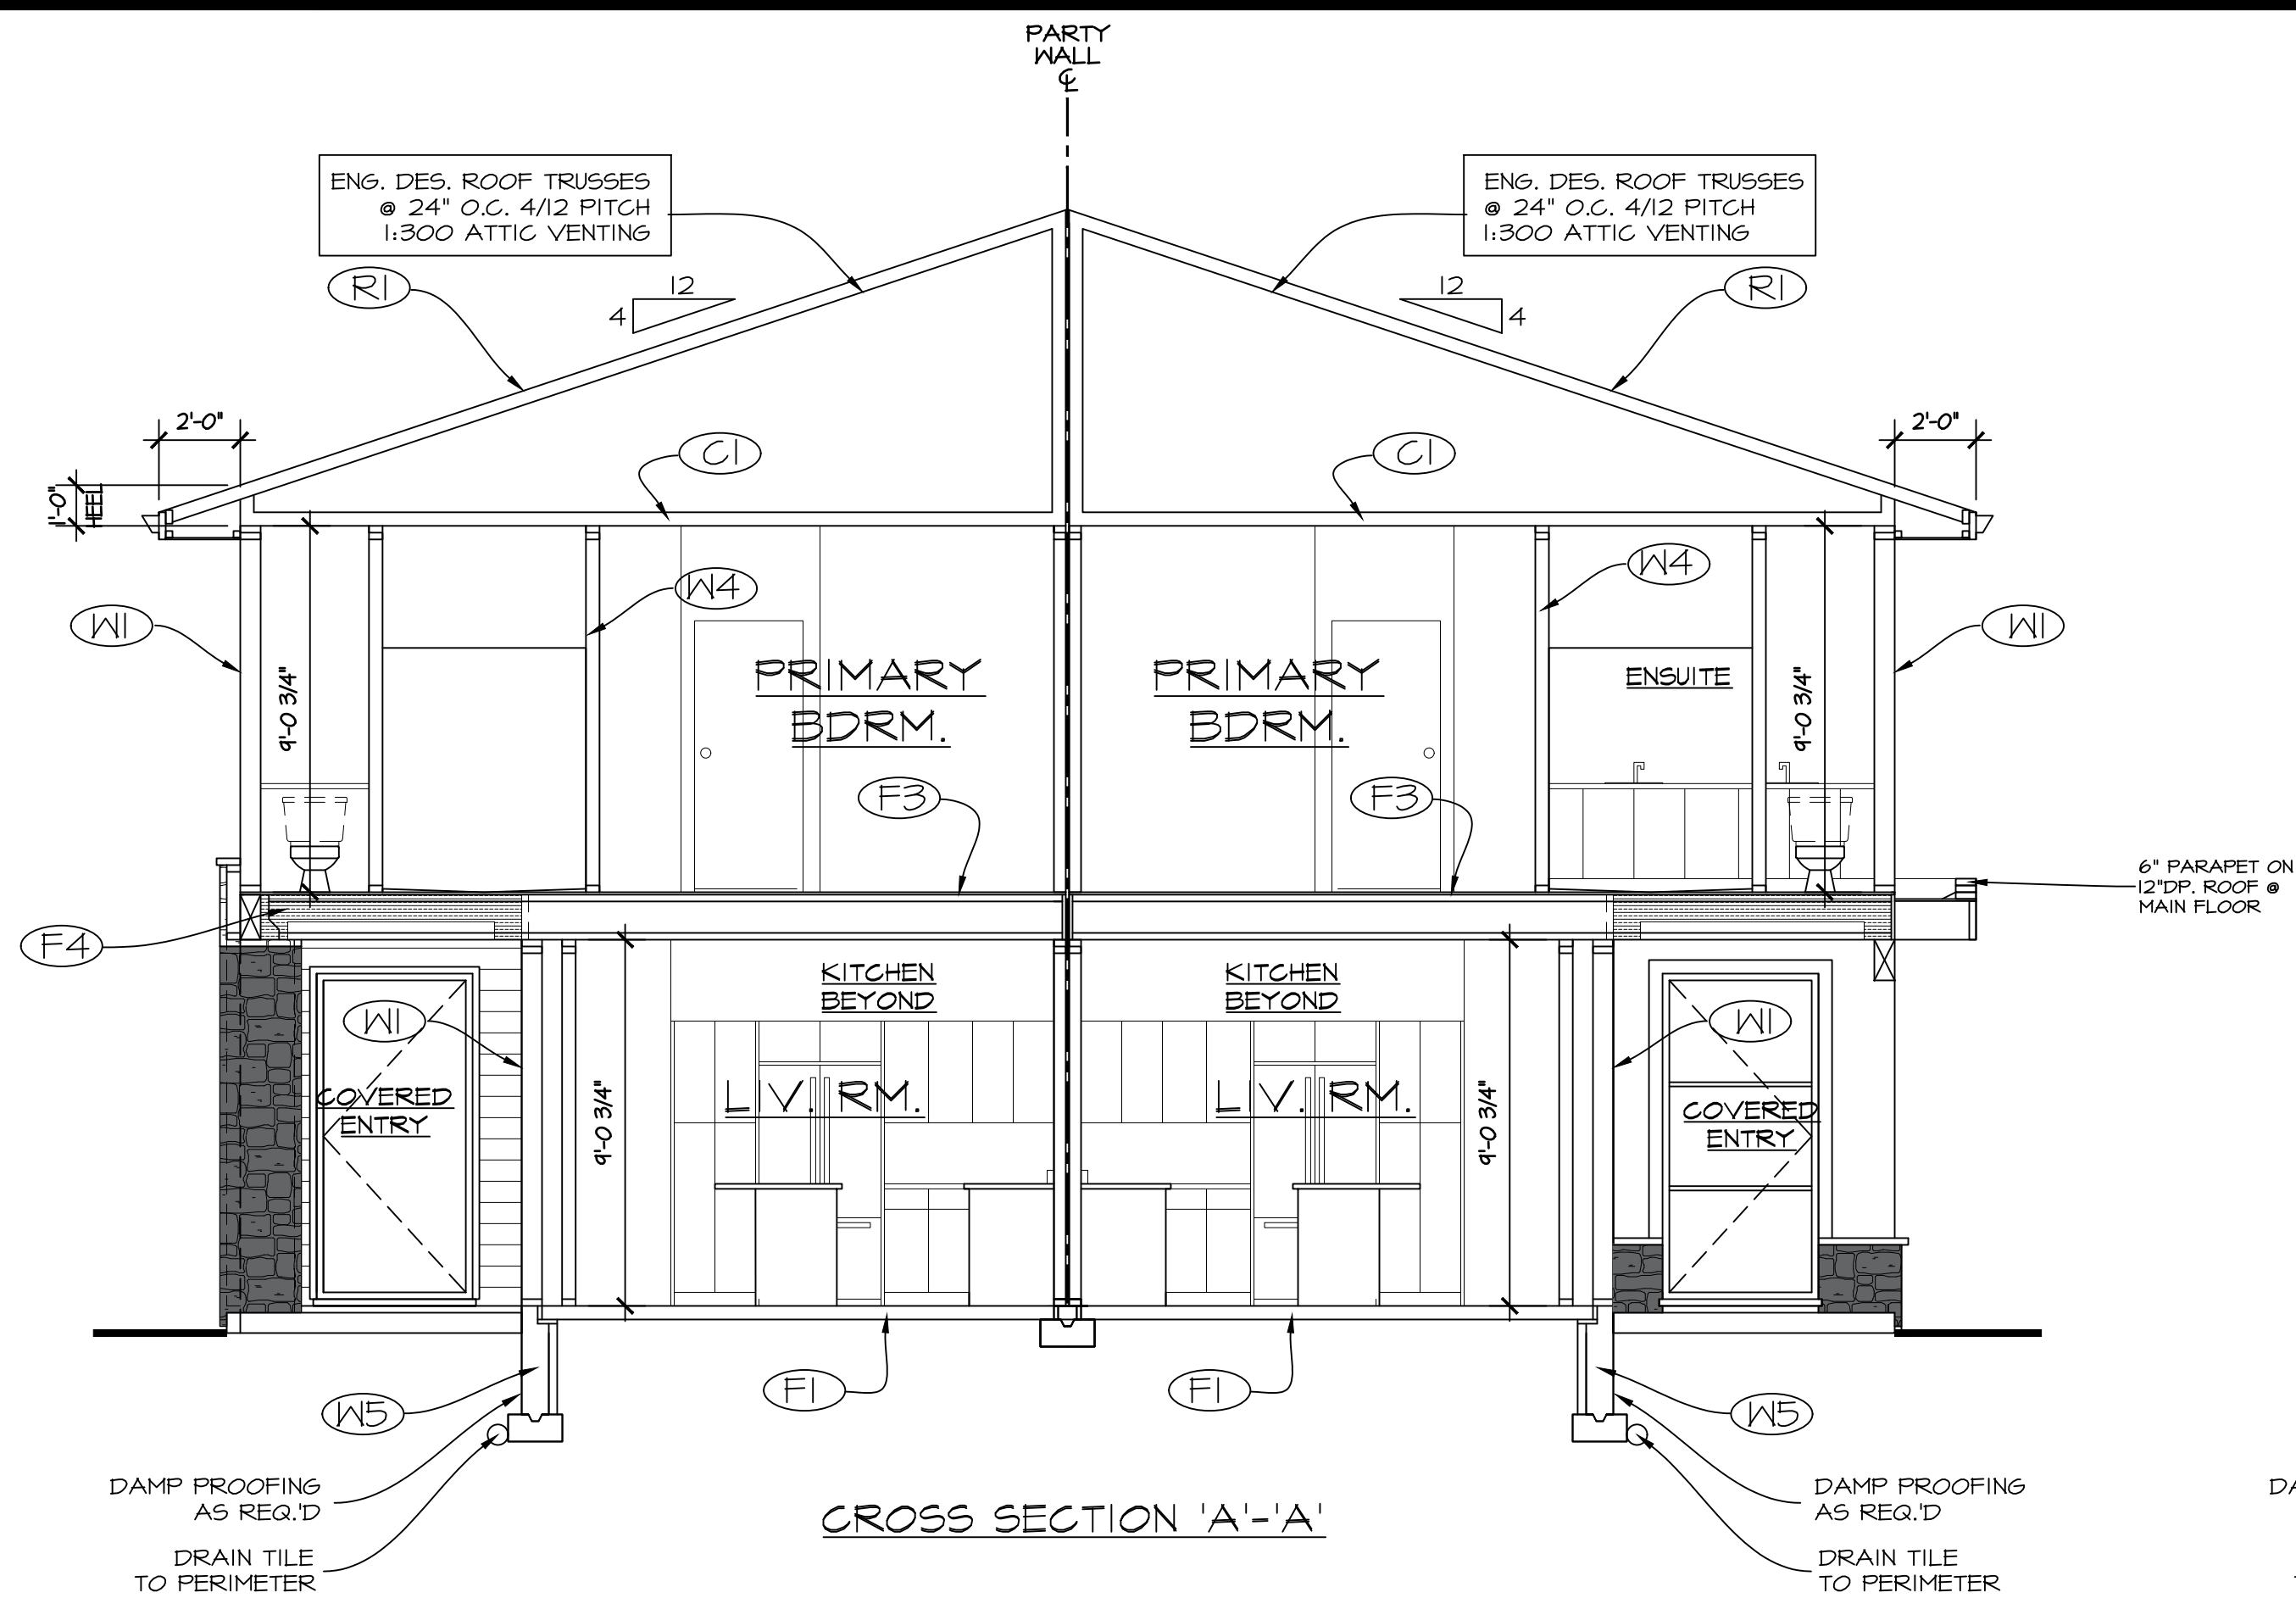 PARTY
WALL
ENG. DES. ROOF TRUSSES
@ 24" O.C. 4/12 PITCH
1:300 ATTIC VENTING
ENG. DES. ROOF TRUSSES
@ 24" O.C. 4/12 PITCH
1:300 ATTIC VENTING
R1
12
4
12
4
R1
2'-0"
2'-0"
C1
C1
1'-0"
HEEL
W4
W4
W1
W1
9'-0 3/4"
PRIMARY
BDRM.
PRIMARY
BDRM.
ENSUITE
9'-0 3/4"
F3
F3
6" PARAPET ON
12"DP. ROOF @
MAIN FLOOR
F4
KITCHEN
BEYOND
KITCHEN
BEYOND
W1
W1
COVERED
ENTRY
9'-0 3/4"
LIV. RM.
LIV. RM.
9'-0 3/4"
COVERED
ENTRY
F1
F1
W5
W5
DAMP PROOFING
AS REQ.'D
DAMP PROOFING
AS REQ.'D
DRAIN TILE
TO PERIMETER
DRAIN TILE
TO PERIMETER
CROSS SECTION 'A'-'A'